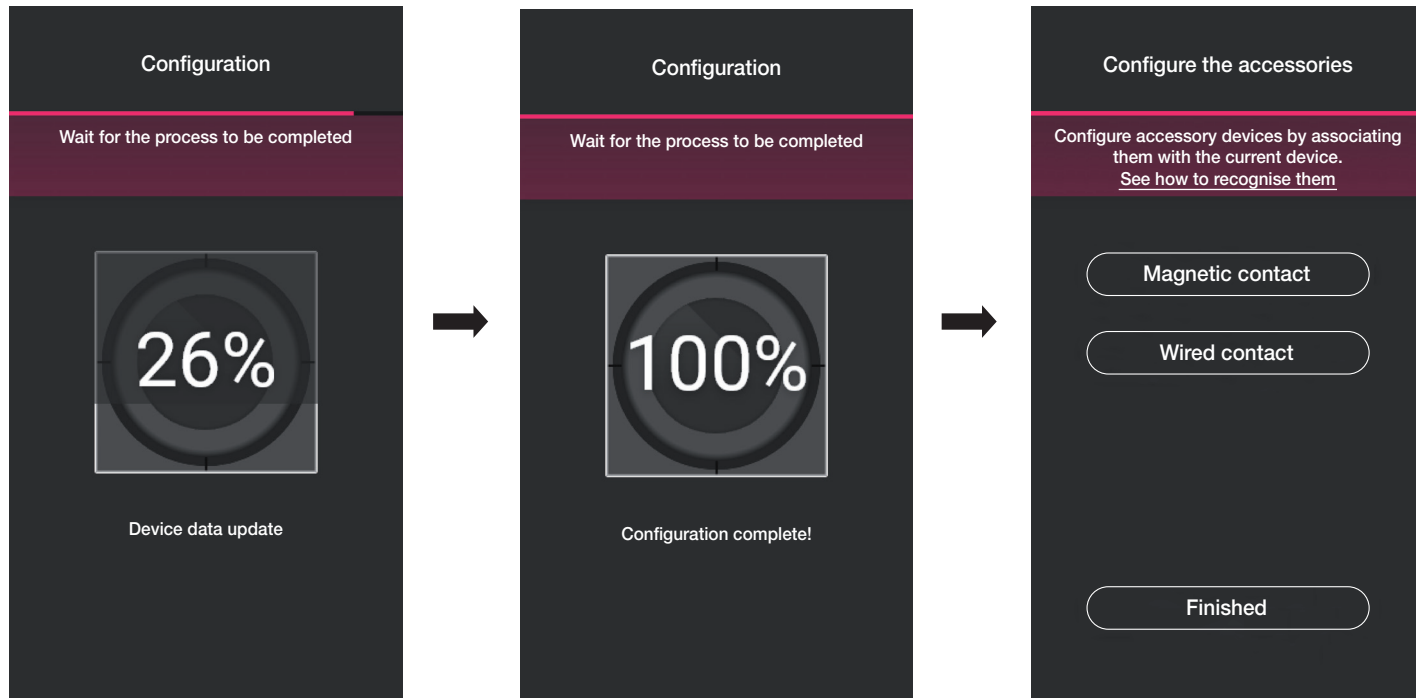 Configuration
Wait for the process to be completed
26%
Device data update
Configuration
Wait for the process to be completed
100%
Configuration complete!
Configure the accessories
Configure accessory devices by associating
them with the current device.
See how to recognise them
Magnetic contact
Wired contact
Finished